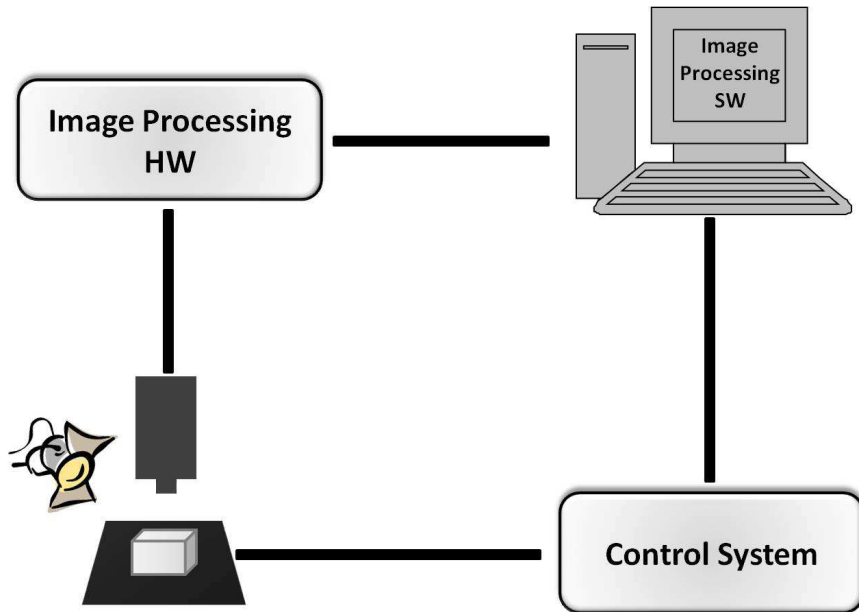 Image Processing
HW
Image
Processing
SW
Control System